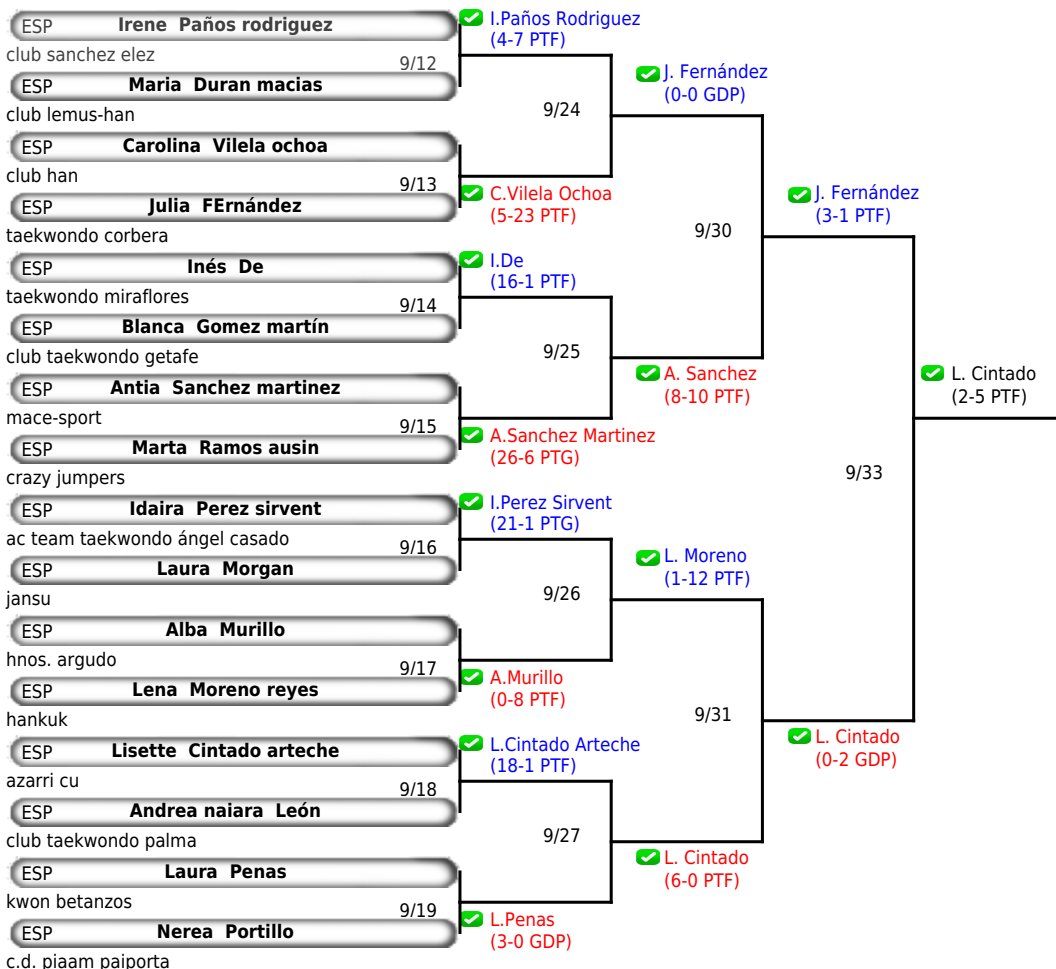 ESP Irene Paños rodriguez
club sanchez elez
9/12
ESP Maria Duran macias
club lemus-han
ESP Carolina Vilela ochoa
club han
9/13
ESP Julia FErnández
taekwondo corbera
ESP Inés De
taekwondo miraflores
9/14
ESP Blanca Gomez martín
club taekwondo getafe
ESP Antia Sanchez martinez
mace-sport
9/15
ESP Marta Ramos ausin
crazy jumpers
ESP Idaira Perez sirvent
ac team taekwondo ángel casado
9/16
ESP Laura Morgan
jansu
ESP Alba Murillo
hnos. argudo
9/17
ESP Lena Moreno reyes
hankuk
ESP Lisette Cintado arteche
azarri cu
9/18
ESP Andrea naiara León
club taekwondo palma
ESP Laura Penas
kwon betanzos
9/19
ESP Nerea Portillo
c.d. piaam paiporta
I.Paños Rodriguez
(4-7 PTF)
9/24
C.Vilela Ochoa
(5-23 PTF)
I.De
(16-1 PTF)
9/25
A.Sanchez Martinez
(26-6 PTG)
I.Perez Sirvent
(21-1 PTG)
9/26
A.Murillo
(0-8 PTF)
L.Cintado Arteche
(18-1 PTF)
9/27
L.Penas
(3-0 GDP)
J. Fernández
(0-0 GDP)
9/30
A. Sanchez
(8-10 PTF)
L. Moreno
(1-12 PTF)
9/31
L. Cintado
(6-0 PTF)
J. Fernández
(3-1 PTF)
9/33
L. Cintado
(0-2 GDP)
L. Cintado
(2-5 PTF)